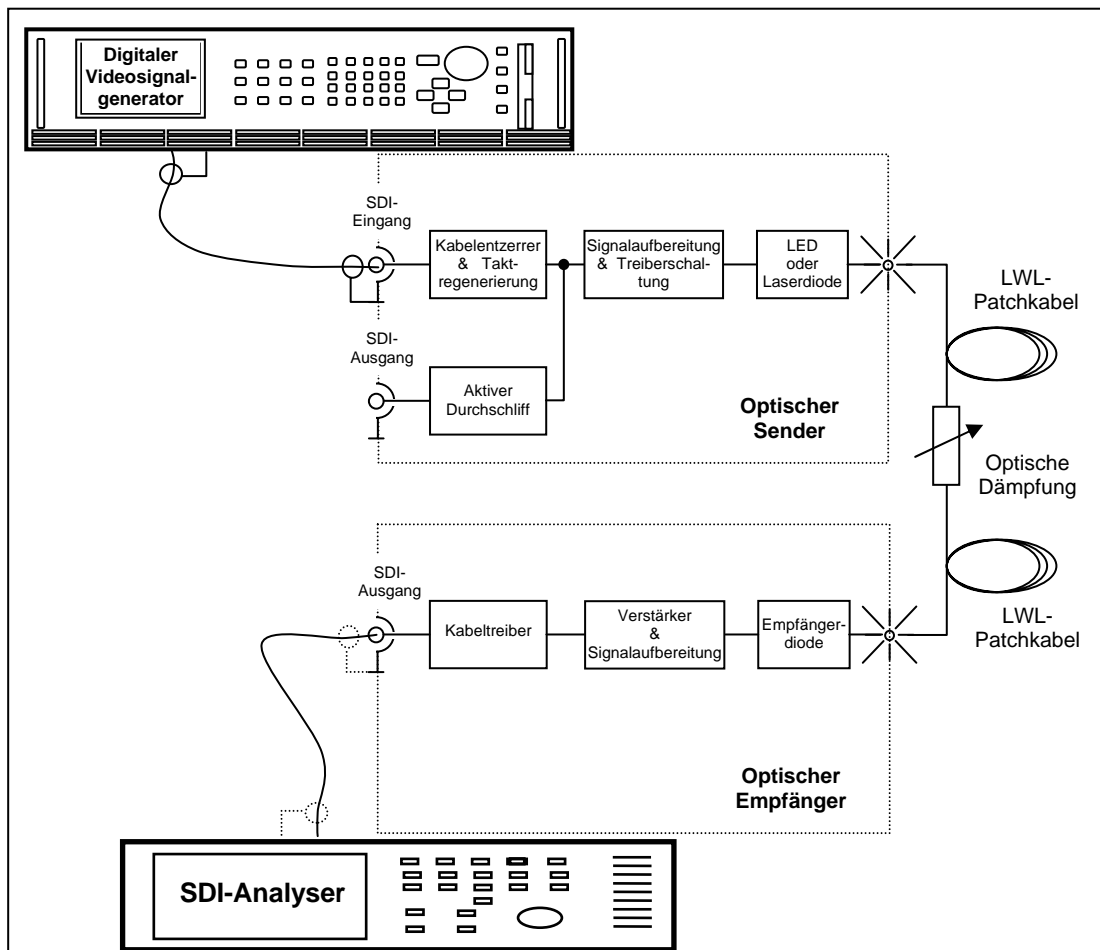 Digitaler
Videosignal-
generator
SDI-
Eingang
Kabelentzerrer
& Takt-
regenerierung
Signalaufbereitung
& Treiberschal-
tung
LED
oder
Laserdiode
LWL-
Patchkabel
SDI-
Ausgang
Aktiver
Durchschliff
Optischer
Sender
Optische
Dämpfung
SDI-
Ausgang
Kabeltreiber
Verstärker
&
Signalaufbereitung
Empfänger-
diode
LWL-
Patchkabel
Optischer
Empfänger
SDI-Analyser